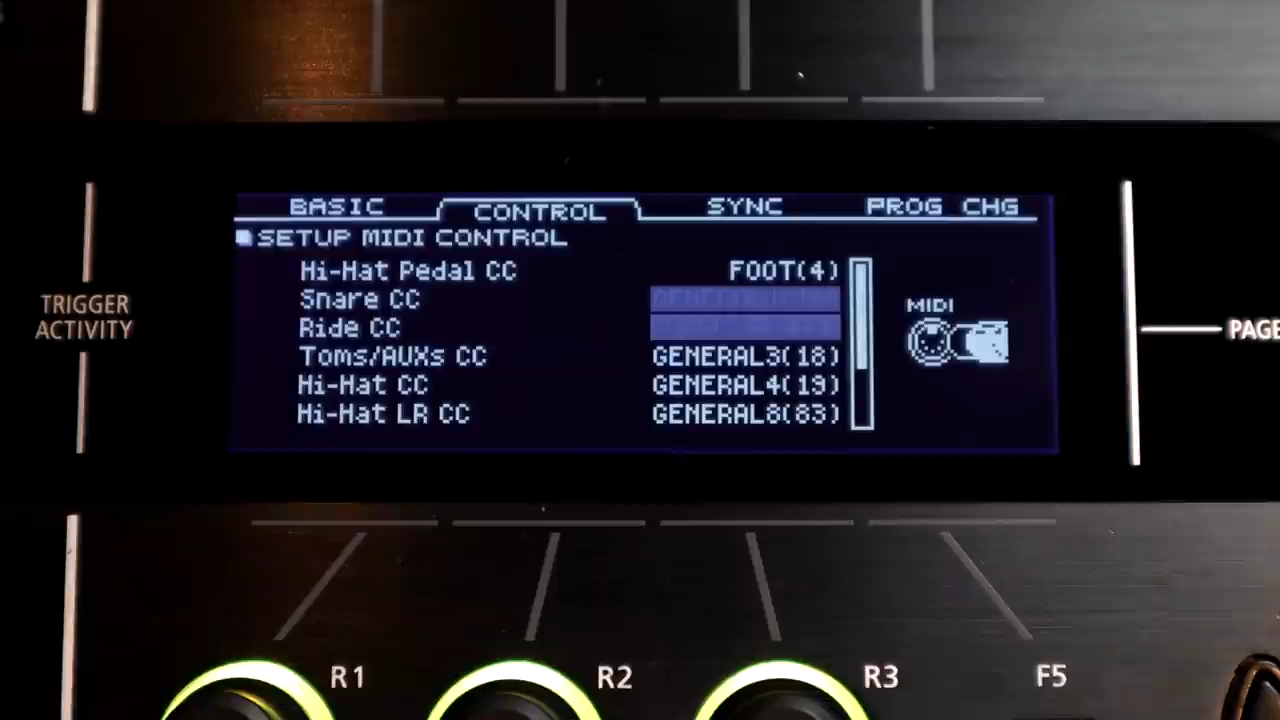 BASIC CONTROL SYNC PROG CHG
SETUP MIDI CONTROL
Hi-Hat Pedal CC FOOT(4)
Snare CC
Ride CC
Toms/AUXs CC GENERAL3(18)
Hi-Hat CC GENERAL4(19)
Hi-Hat LR CC GENERAL8(83)
MIDI
TRIGGER
ACTIVITY
PAGE
R1 R2 R3 F5